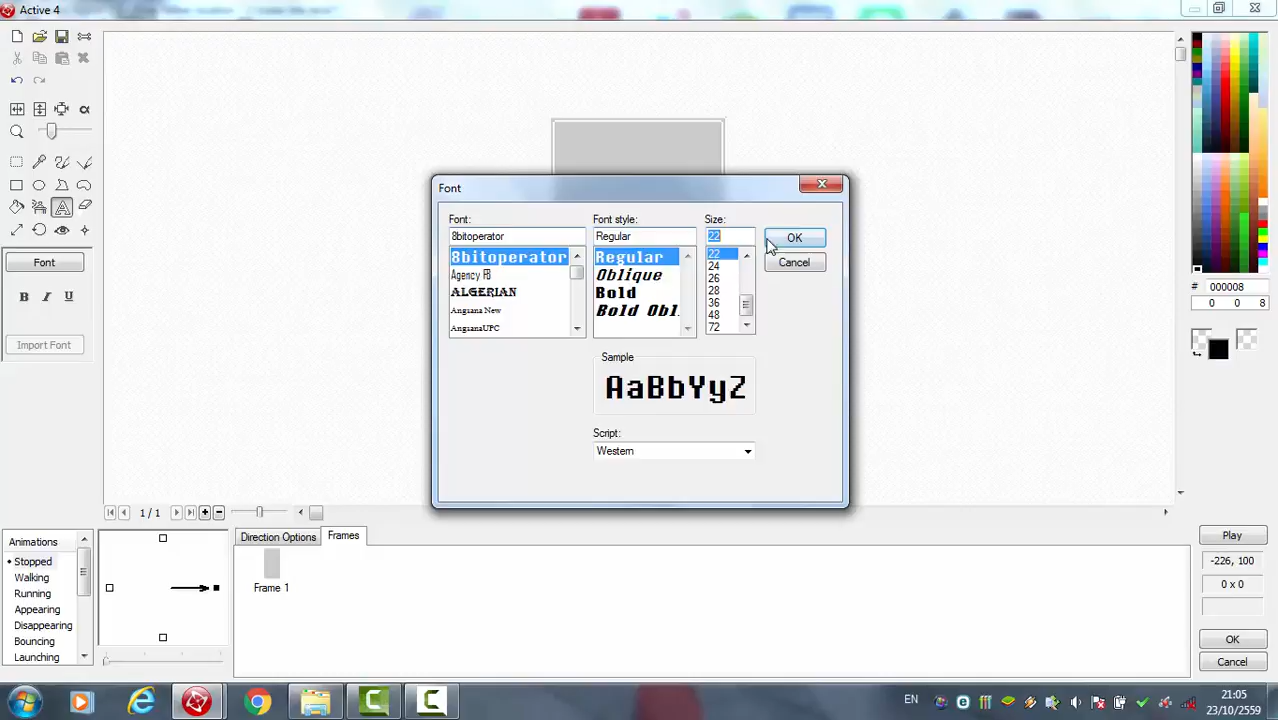 Active 4
Font
Font:
Font style:
Size:
8bitoperator
Regular
22
OK
8bitoperator
Agency FB
ALGERIAN
Angsana New
AngsanaUPC
Regular
Oblique
Bold
Bold Obl
22
24
26
28
36
48
72
Cancel
Sample
AaBbYyZ
Script:
Western
Font
B I U
Import Font
# 000008
0 0 8
1 / 1
Animations
Stopped
Walking
Running
Appearing
Disappearing
Bouncing
Launching
Direction Options
Frames
Frame 1
Play
-226, 100
0 x 0
OK
Cancel
EN
21:05
23/10/2559